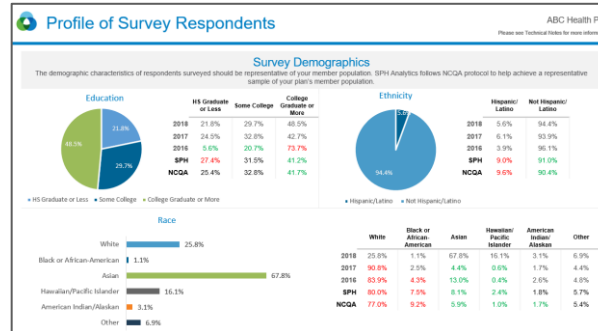 Profile of Survey Respondents
ABC Health P
Please see Technical Notes for more inform
Survey Demographics
The demographic characteristics of respondents surveyed should be representative of your member population. SPH Analytics follows NCQA protocol to help achieve a representative
sample of your plan's member population.
Education
21.8%
29.7%
48.5%
HS Graduate or Less Some College College Graduate or More
HS Graduate or Less Some College College Graduate or More
2018 21.8% 29.7% 48.5%
2017 24.5% 32.8% 42.7%
2016 5.6% 20.7% 73.7%
SPH 27.4% 31.5% 41.2%
NCQA 25.4% 32.8% 41.7%
Ethnicity
5.6%
94.4%
Hispanic/Latino Not Hispanic/Latino
Hispanic/ Latino Not Hispanic/ Latino
2018 5.6% 94.4%
2017 6.1% 93.9%
2016 3.9% 96.1%
SPH 9.0% 91.0%
NCQA 9.6% 90.4%
Race
White 25.8%
Black or African-American 1.1%
Asian 67.8%
Hawaiian/Pacific Islander 16.1%
American Indian/Alaskan 3.1%
Other 6.9%
White Black or African-American Asian Hawaiian/ Pacific Islander American Indian/ Alaskan Other
2018 25.8% 1.1% 67.8% 16.1% 3.1% 6.9%
2017 90.8% 2.5% 4.4% 0.6% 1.7% 4.4%
2016 83.9% 4.3% 13.0% 0.4% 2.6% 4.8%
SPH 80.0% 7.5% 8.1% 2.4% 1.8% 5.7%
NCQA 77.0% 9.2% 5.9% 1.0% 1.7% 5.4%